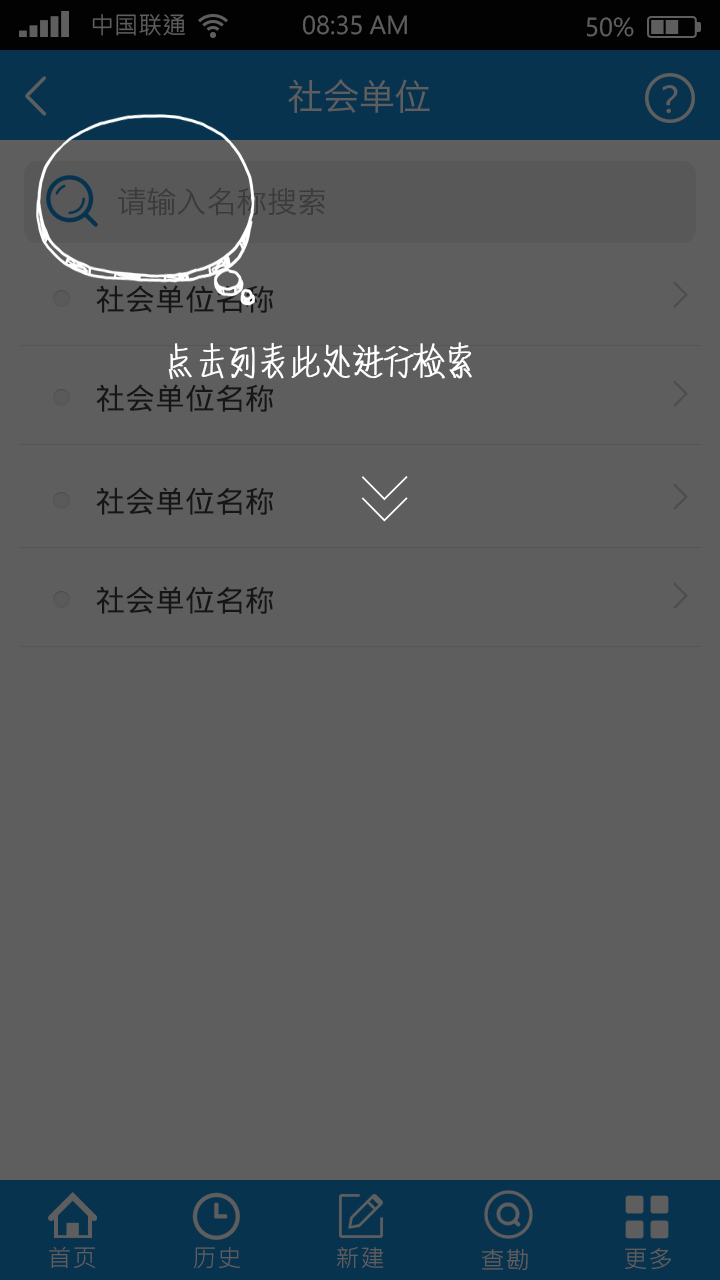 中国联通 08:35 AM 50%
社会单位
请输入名称搜索
社会单位名称
点击列表此处进行检索
社会单位名称
社会单位名称
社会单位名称
首页 历史 新建 查勘 更多